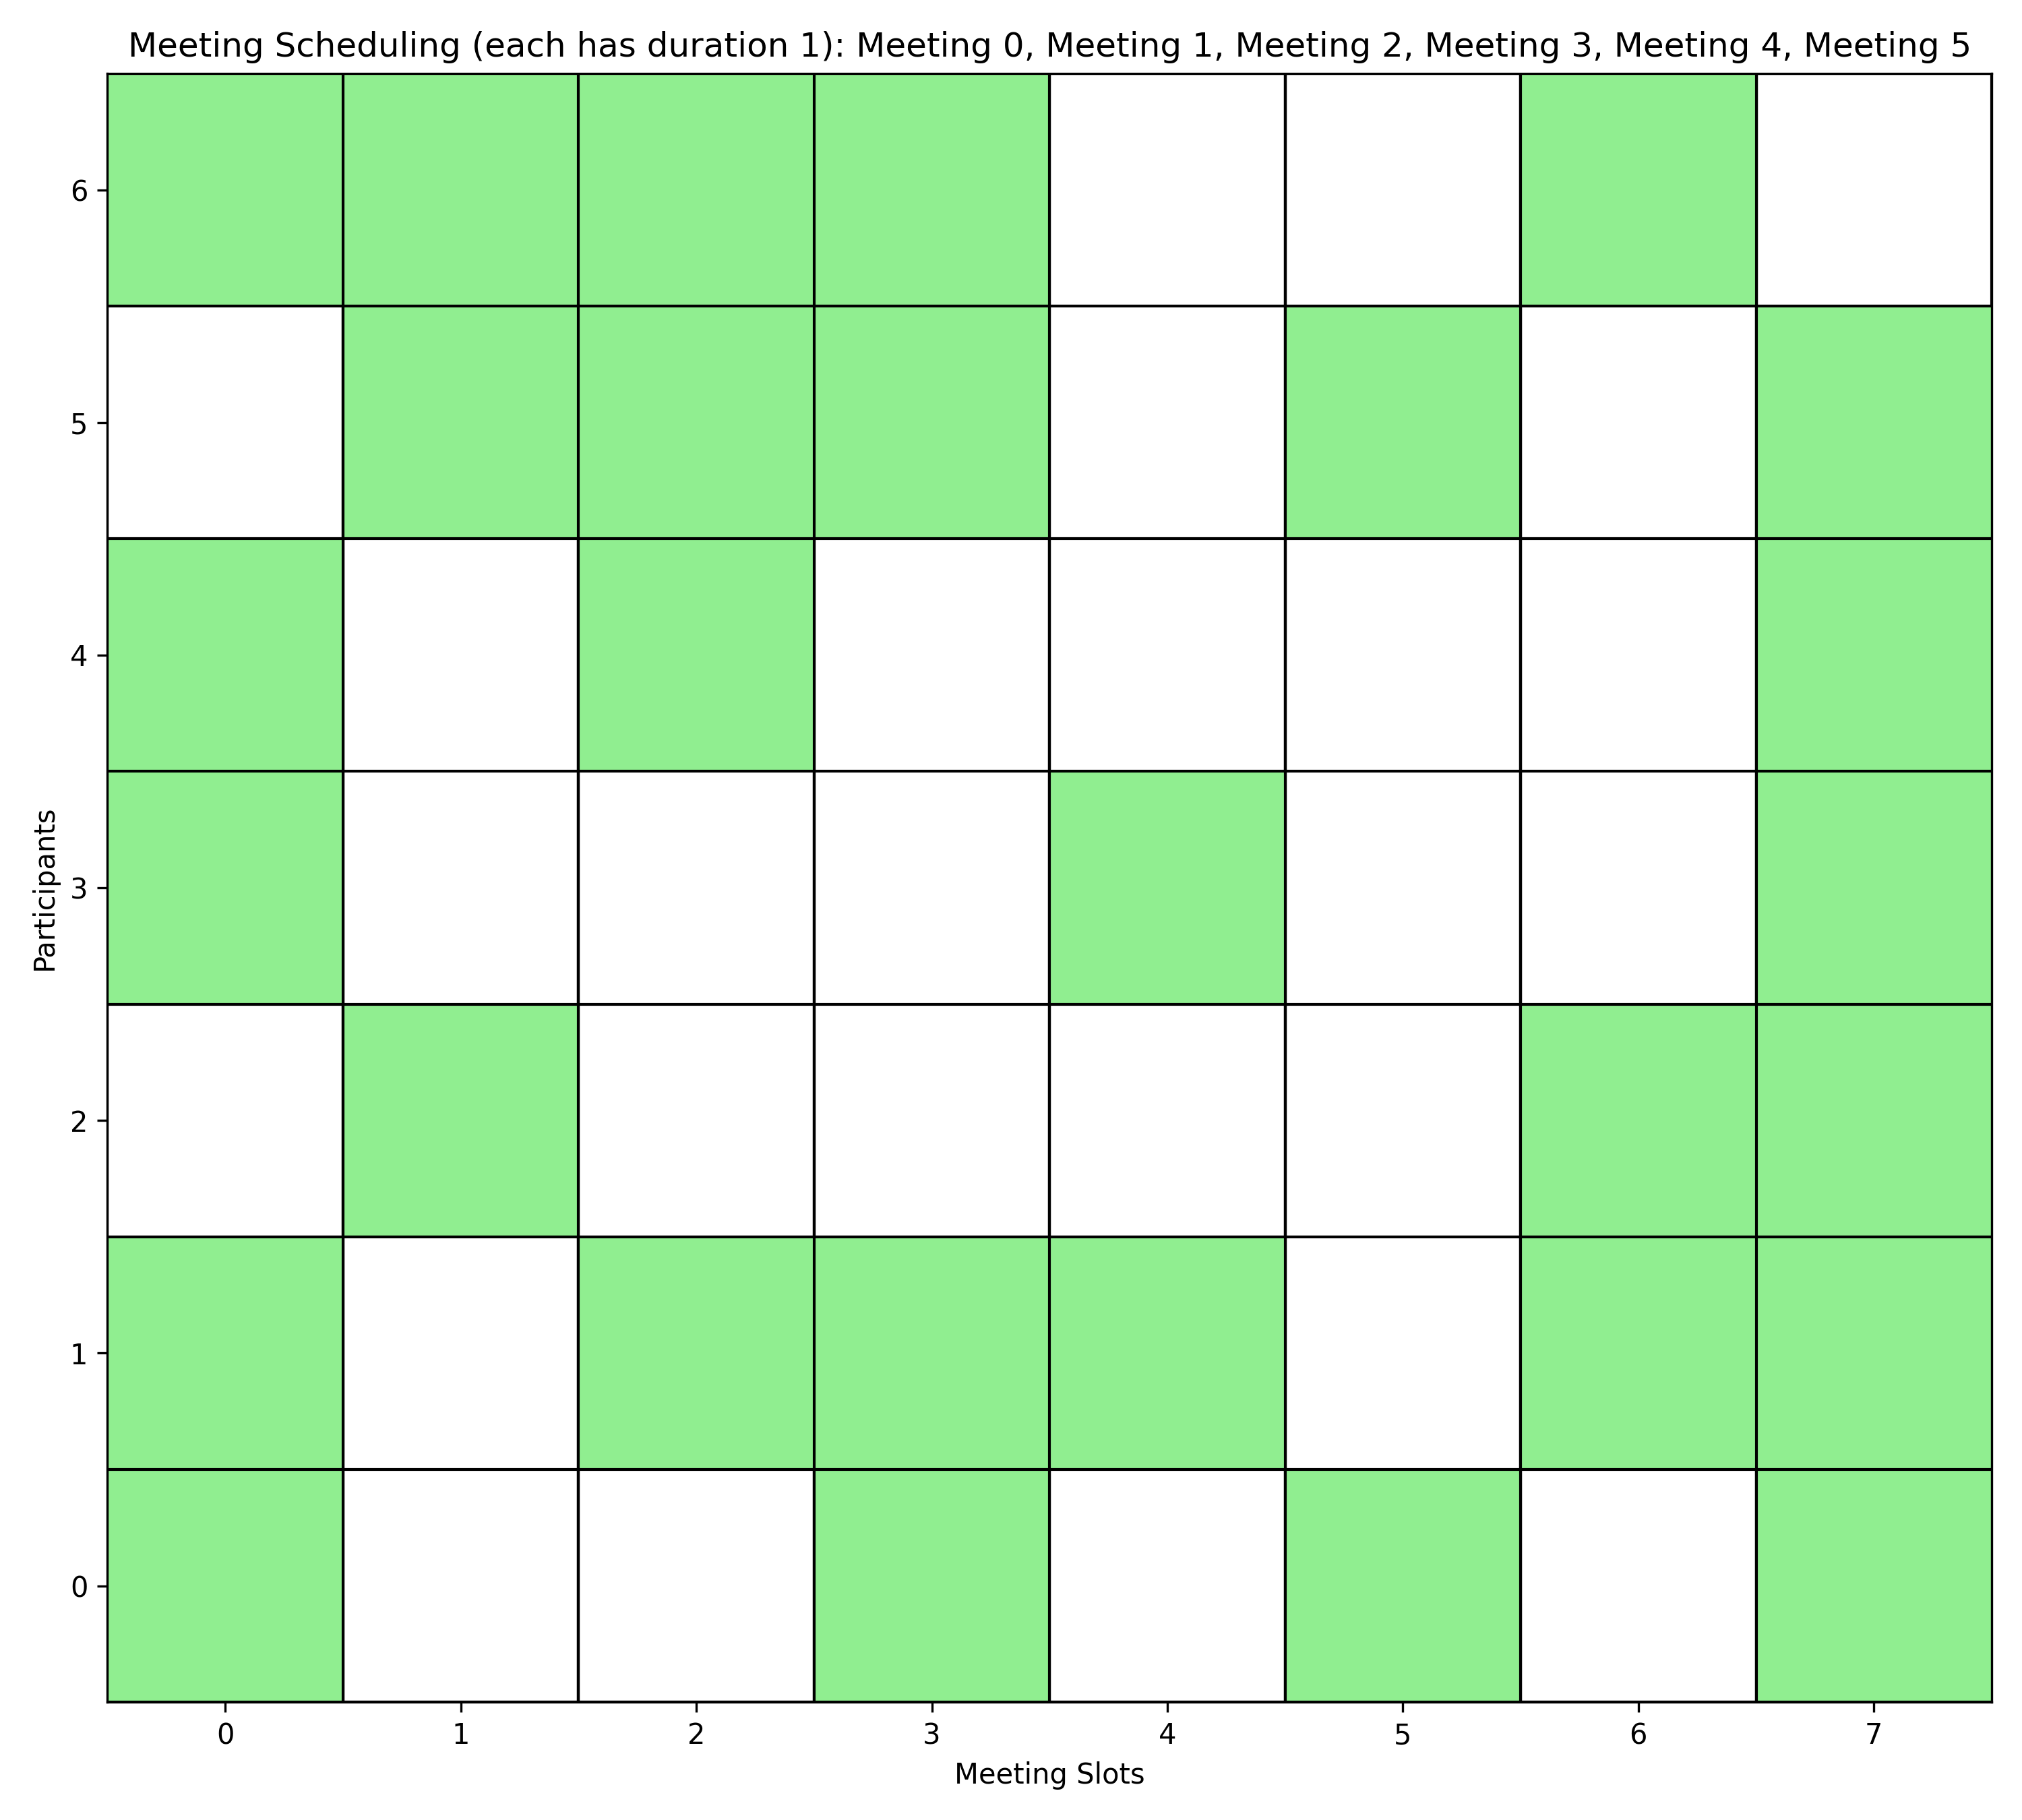 Meeting Scheduling (each has duration 1): Meeting 0, Meeting 1, Meeting 2, Meeting 3, Meeting 4, Meeting 5
6
5
4
3
2
1
0
Participants
0 1 2 3 4 5 6 7
Meeting Slots